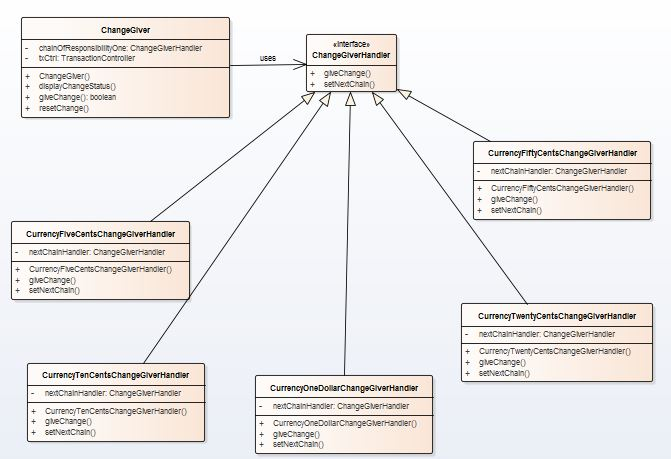 ChangeGiver
- chainOfResponsibilityOne: ChangeGiverHandler
- txCtrl: TransactionController
+ ChangeGiver()
+ displayChangeStatus()
+ giveChange(): boolean
+ resetChange()
uses
«interface»
ChangeGiverHandler
+ giveChange()
+ setNextChain()
CurrencyFiftyCentsChangeGiverHandler
- nextChainHandler: ChangeGiverHandler
+ CurrencyFiftyCentsChangeGiverHandler()
+ giveChange()
+ setNextChain()
CurrencyFiveCentsChangeGiverHandler
- nextChainHandler: ChangeGiverHandler
+ CurrencyFiveCentsChangeGiverHandler()
+ giveChange()
+ setNextChain()
CurrencyTwentyCentsChangeGiverHandler
- nextChainHandler: ChangeGiverHandler
+ CurrencyTwentyCentsChangeGiverHandler()
+ giveChange()
+ setNextChain()
CurrencyTenCentsChangeGiverHandler
- nextChainHandler: ChangeGiverHandler
+ CurrencyTenCentsChangeGiverHandler()
+ giveChange()
+ setNextChain()
CurrencyOneDollarChangeGiverHandler
- nextChainHandler: ChangeGiverHandler
+ CurrencyOneDollarChangeGiverHandler()
+ giveChange()
+ setNextChain()